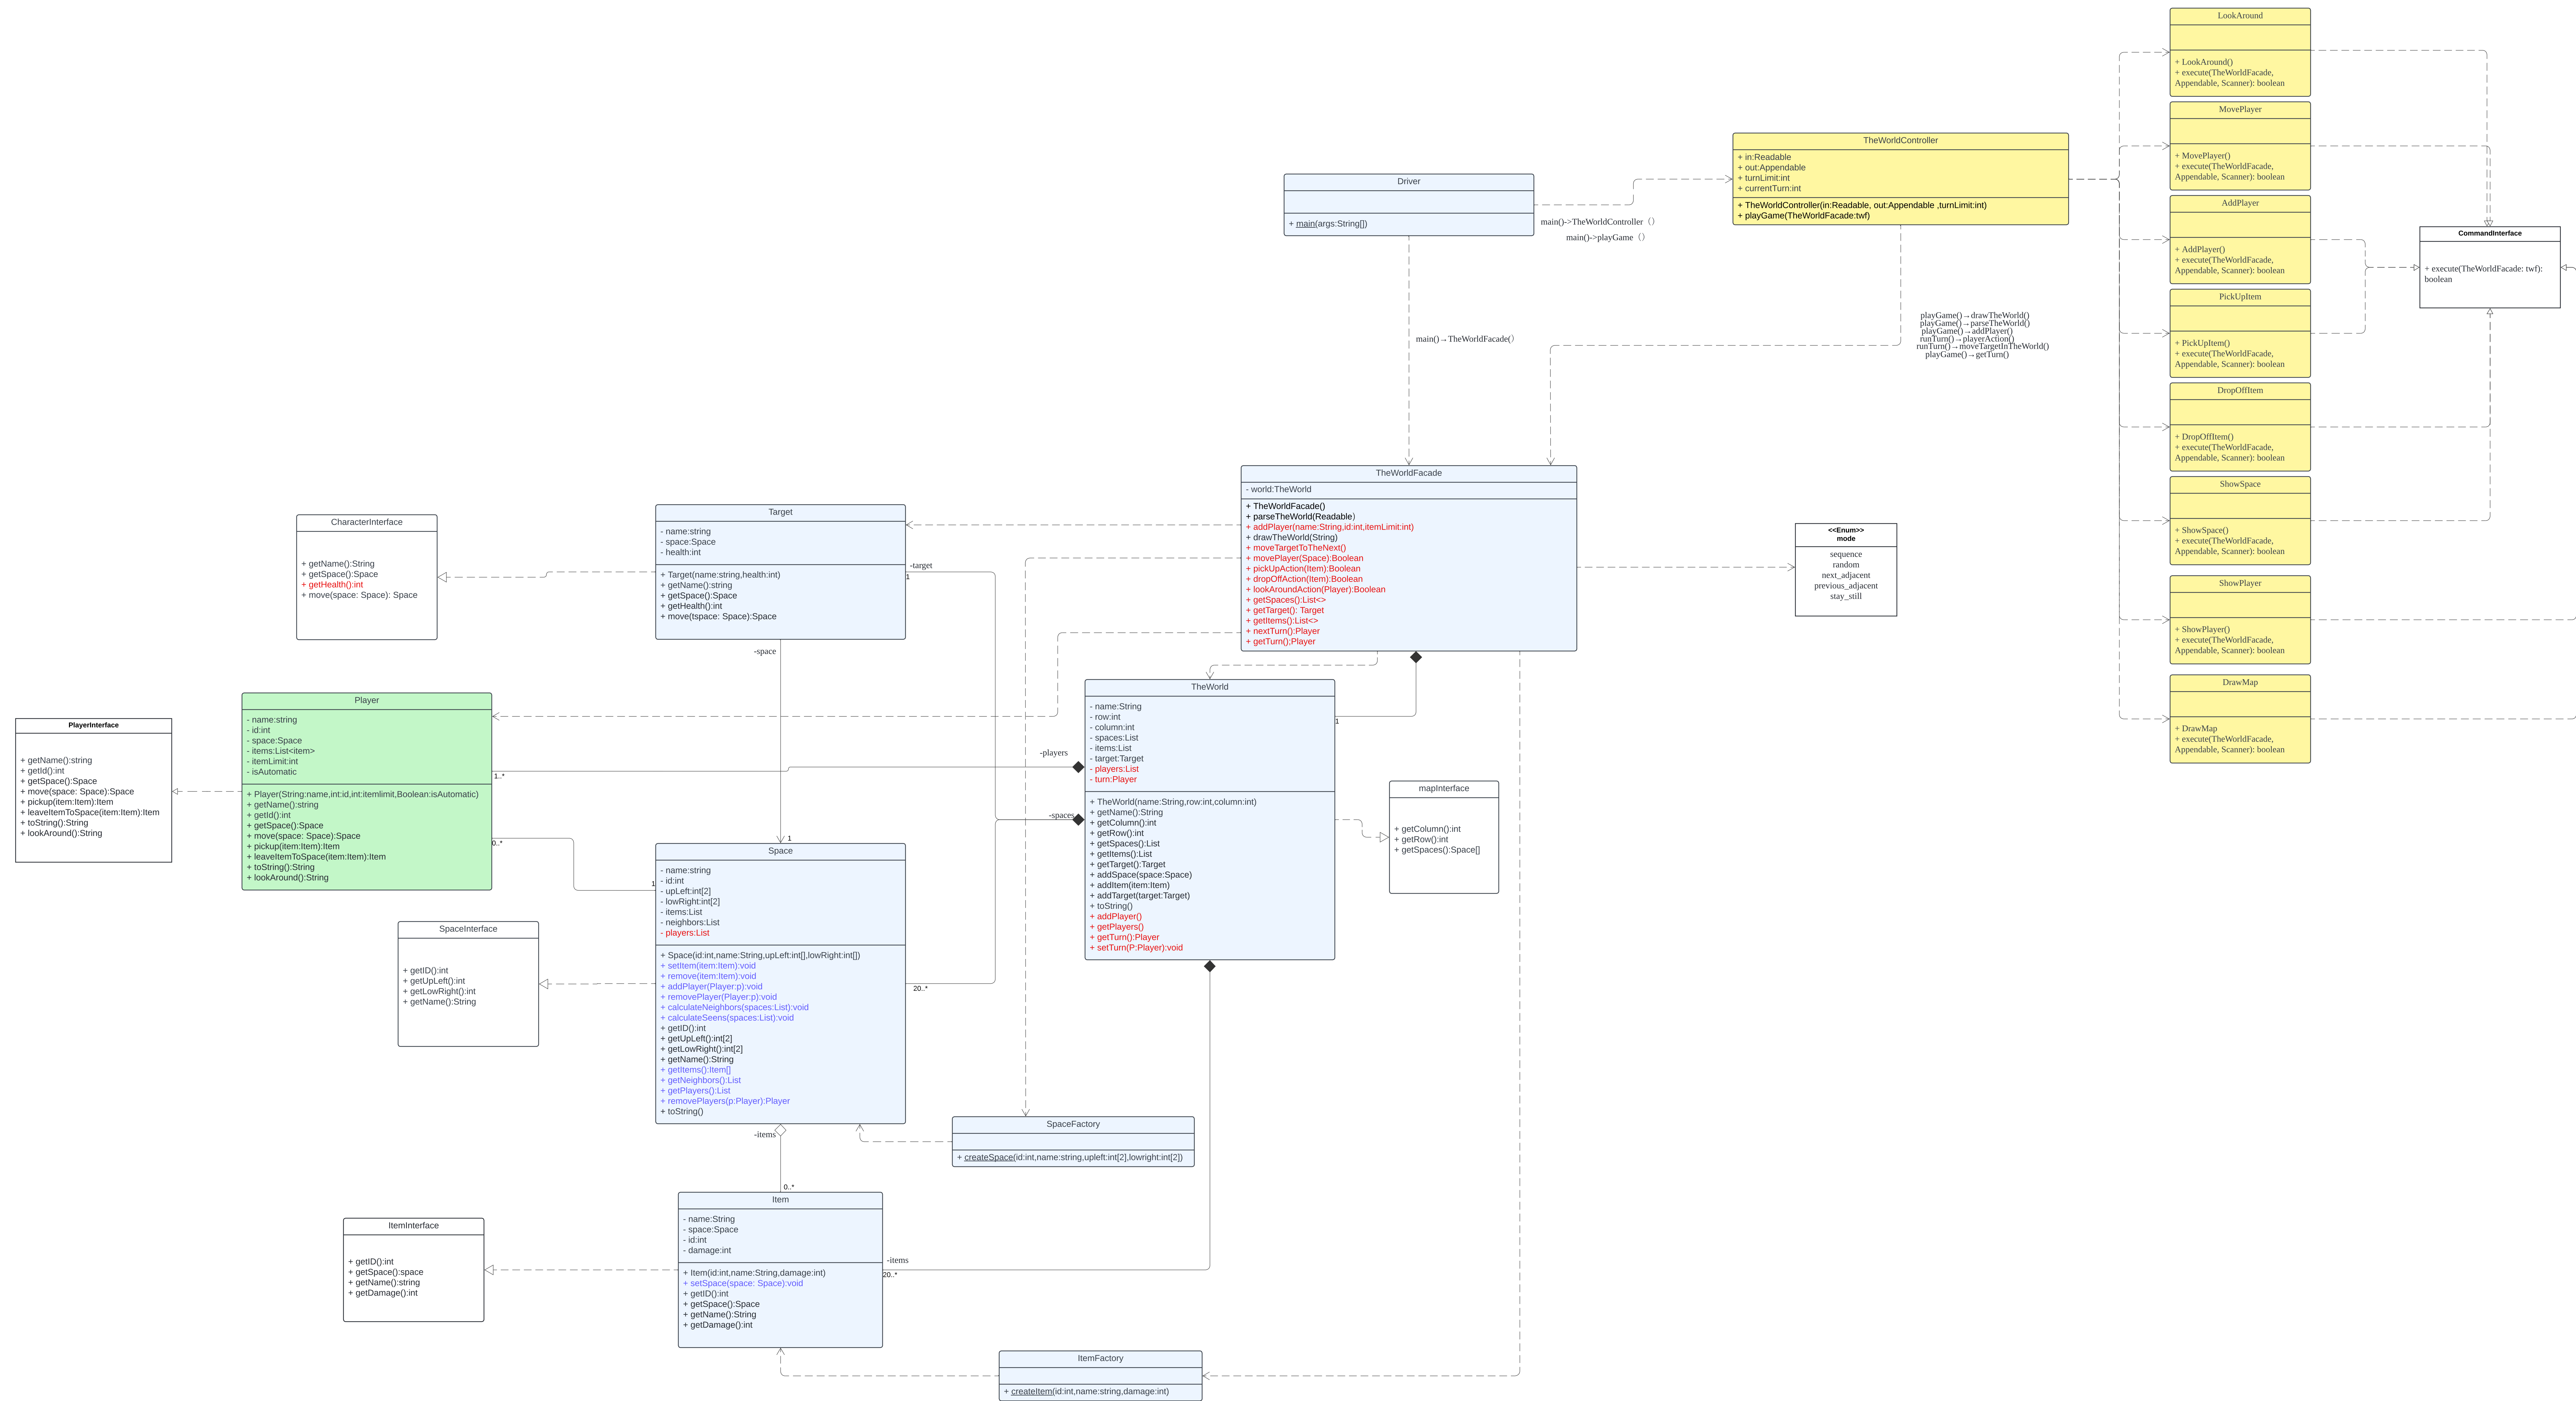 LookAround
+ LookAround()
+ execute(TheWorldFacade,
Appendable, Scanner): boolean
MovePlayer
+ MovePlayer()
+ execute(TheWorldFacade,
Appendable, Scanner): boolean
AddPlayer
+ AddPlayer()
+ execute(TheWorldFacade,
Appendable, Scanner): boolean
PickUpItem
+ PickUpItem()
+ execute(TheWorldFacade,
Appendable, Scanner): boolean
DropOffItem
+ DropOffItem()
+ execute(TheWorldFacade,
Appendable, Scanner): boolean
ShowSpace
+ ShowSpace()
+ execute(TheWorldFacade,
Appendable, Scanner): boolean
ShowPlayer
+ ShowPlayer()
+ execute(TheWorldFacade,
Appendable, Scanner): boolean
DrawMap
+ DrawMap
+ execute(TheWorldFacade,
Appendable, Scanner): boolean
CommandInterface
+ execute(TheWorldFacade: twf):
boolean
TheWorldController
+ in:Readable
+ out:Appendable
+ turnLimit:int
+ currentTurn:int
+ TheWorldController(in:Readable, out:Appendable ,turnLimit:int)
+ playGame(TheWorldFacade:twf)
Driver
+ main(args:String[])
main()->TheWorldController（）
main()->playGame（）
main()→TheWorldFacade(）
playGame()→drawTheWorld()
playGame()→parseTheWorld()
playGame()→addPlayer()
runTurn()→playerAction()
runTurn()→moveTargetInTheWorld()
playGame()→getTurn()
TheWorldFacade
- world:TheWorld
+ TheWorldFacade()
+ parseTheWorld(Readable）
+ addPlayer(name:String,id:int,itemLimit:int)
+ drawTheWorld(String)
+ moveTargetToTheNext()
+ movePlayer(Space):Boolean
+ pickUpAction(Item):Boolean
+ dropOffAction(Item):Boolean
+ lookAroundAction(Player):Boolean
+ getSpaces():List<>
+ getTarget(): Target
+ getItems():List<>
+ nextTurn():Player
+ getTurn();Player
<<Enum>>
mode
sequence
random
next_adjacent
previous_adjacent
stay_still
CharacterInterface
+ getName():String
+ getSpace():Space
+ getHealth():int
+ move(space: Space): Space
Target
- name:string
- space:Space
- health:int
+ Target(name:string,health:int)
+ getName():string
+ getSpace():Space
+ getHealth():int
+ move(tspace: Space):Space
-target
1
-space
1
PlayerInterface
+ getName():string
+ getId():int
+ getSpace():Space
+ move(space: Space):Space
+ pickup(item:Item):Item
+ leaveItemToSpace(item:Item):Item
+ toString():String
+ lookAround():String
Player
- name:string
- id:int
- space:Space
- items:List<item>
- itemLimit:int
- isAutomatic
+ Player(String:name,int:id,int:itemlimit,Boolean:isAutomatic)
+ getName():string
+ getId():int
+ getSpace():Space
+ move(space: Space):Space
+ pickup(item:Item):Item
+ leaveItemToSpace(item:Item):Item
+ toString():String
+ lookAround():String
1..*
0..*
1
-players
-spaces
TheWorld
- name:String
- row:int
- column:int
- spaces:List
- items:List
- target:Target
- players:List
- turn:Player
+ TheWorld(name:String,row:int,column:int)
+ getName():String
+ getColumn():int
+ getRow():int
+ getSpaces():List
+ getItems():List
+ getTarget():Target
+ addSpace(space:Space)
+ addItem(item:Item)
+ addTarget(target:Target)
+ toString()
+ addPlayer()
+ getPlayers()
+ getTurn():Player
+ setTurn(P:Player):void
1
mapInterface
+ getColumn():int
+ getRow():int
+ getSpaces():Space[]
SpaceInterface
+ getID():int
+ getUpLeft():int
+ getLowRight():int
+ getName():String
Space
- name:string
- id:int
- upLeft:int[2]
- lowRight:int[2]
- items:List
- neighbors:List
- players:List
+ Space(id:int,name:String,upLeft:int[],lowRight:int[])
+ setItem(item:Item):void
+ remove(item:Item):void
+ addPlayer(Player:p):void
+ removePlayer(Player:p):void
+ calculateNeighbors(spaces:List):void
+ calculateSeens(spaces:List):void
+ getID():int
+ getUpLeft():int[2]
+ getLowRight():int[2]
+ getName():String
+ getItems():Item[]
+ getNeighbors():List
+ getPlayers():List
+ removePlayers(p:Player):Player
+ toString()
20..*
-items
0..*
SpaceFactory
+ createSpace(id:int,name:string,upleft:int[2],lowright:int[2])
ItemInterface
+ getID():int
+ getSpace():space
+ getName():string
+ getDamage():int
Item
- name:String
- space:Space
- id:int
- damage:int
+ Item(id:int,name:String,damage:int)
+ setSpace(space: Space):void
+ getID():int
+ getSpace():Space
+ getName():String
+ getDamage():int
-items
20..*
ItemFactory
+ createItem(id:int,name:string,damage:int)